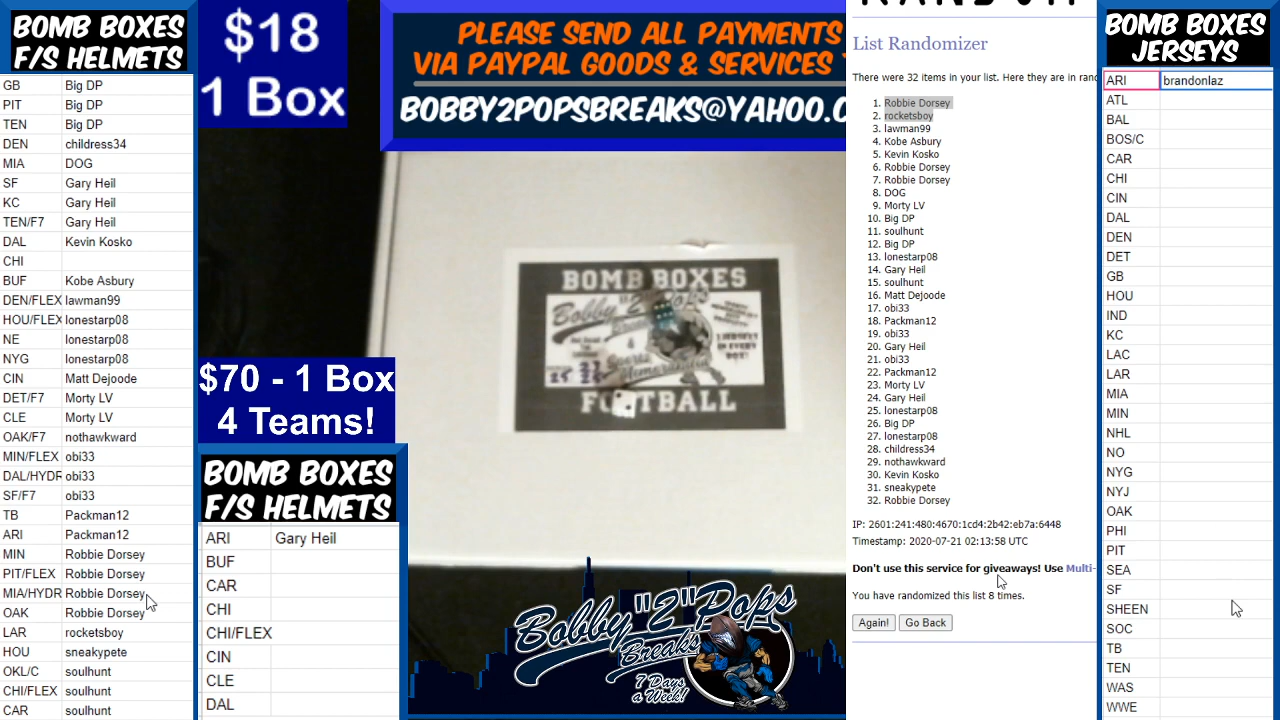 BOMB BOXES
F/S HELMETS
GB Big DP
PIT Big DP
TEN Big DP
DEN childress34
MIA DOG
SF Gary Heil
KC Gary Heil
TEN/F7 Gary Heil
DAL Kevin Kosko
CHI
BUF Kobe Asbury
DEN/FLEX lawman99
HOU/FLEX lonestarp08
NE lonestarp08
NYG lonestarp08
CIN Matt Dejoode
DET/F7 Morty LV
CLE Morty LV
OAK/F7 nothawkward
MIN/FLEX obi33
DAL/HYDR obi33
SF/F7 obi33
TB Packman12
ARI Packman12
MIN Robbie Dorsey
PIT/FLEX Robbie Dorsey
MIA/HYDR Robbie Dorsey
OAK Robbie Dorsey
LAR rocketsboy
HOU sneakypete
OKL/C soulhunt
CHI/FLEX soulhunt
CAR soulhunt
$18
1 Box
$70 - 1 Box
4 Teams!
BOMB BOXES
F/S HELMETS
ARI Gary Heil
BUF
CAR
CHI
CHI/FLEX
CIN
CLE
DAL
PLEASE SEND ALL PAYMENTS
VIA PAYPAL GOODS & SERVICES
BOBBY2POPSBREAKS@YAHOO.C
BOMB BOXES
Bobby "2" Pops
FOOTBALL
Bobby "2" Pops
Breaks
7 Days
a Week!
List Randomizer
There were 32 items in your list. Here they are in ran
1. Robbie Dorsey
2. rocketsboy
3. lawman99
4. Kobe Asbury
5. Kevin Kosko
6. Robbie Dorsey
7. Robbie Dorsey
8. DOG
9. Morty LV
10. Big DP
11. soulhunt
12. Big DP
13. lonestarp08
14. Gary Heil
15. soulhunt
16. Matt Dejoode
17. obi33
18. Packman12
19. obi33
20. Gary Heil
21. obi33
22. Packman12
23. Morty LV
24. Gary Heil
25. lonestarp08
26. Big DP
27. lonestarp08
28. childress34
29. nothawkward
30. Kevin Kosko
31. sneakypete
32. Robbie Dorsey
IP: 2601:241:480:4670:1cd4:2b42:eb7a:6448
Timestamp: 2020-07-21 02:13:58 UTC
Don't use this service for giveaways! Use Multi-
You have randomized this list 8 times.
Again! Go Back
BOMB BOXES
JERSEYS
ARI brandonlaz
ATL
BAL
BOS/C
CAR
CHI
CIN
DAL
DEN
DET
GB
HOU
IND
KC
LAC
LAR
MIA
MIN
NHL
NO
NYG
NYJ
OAK
PHI
PIT
SEA
SF
SHEEN
SOC
TB
TEN
WAS
WWE